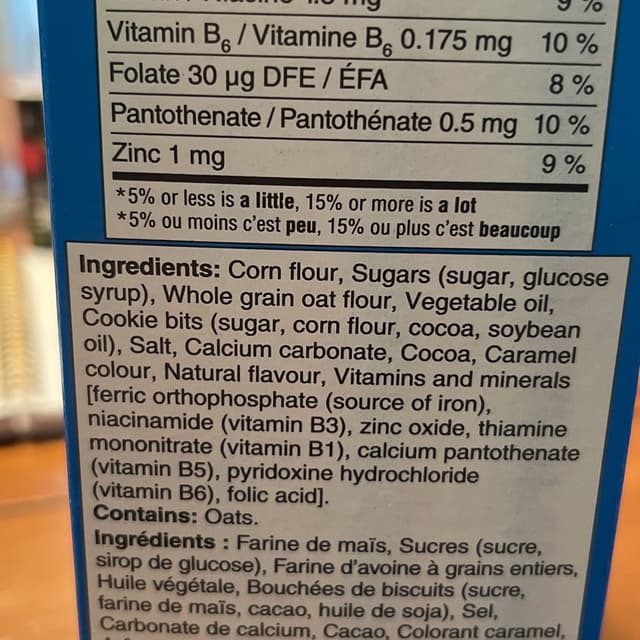 9 %
Vitamin B6 / Vitamine B6 0.175 mg 10 %
Folate 30 µg DFE / ÉFA 8 %
Pantothenate / Pantothénate 0.5 mg 10 %
Zinc 1 mg 9 %
*5% or less is a little, 15% or more is a lot
*5% ou moins c'est peu, 15% ou plus c'est beaucoup
Ingredients: Corn flour, Sugars (sugar, glucose
syrup), Whole grain oat flour, Vegetable oil,
Cookie bits (sugar, corn flour, cocoa, soybean
oil), Salt, Calcium carbonate, Cocoa, Caramel
colour, Natural flavour, Vitamins and minerals
[ferric orthophosphate (source of iron),
niacinamide (vitamin B3), zinc oxide, thiamine
mononitrate (vitamin B1), calcium pantothenate
(vitamin B5), pyridoxine hydrochloride
(vitamin B6), folic acid].
Contains: Oats.
Ingrédients : Farine de maïs, Sucres (sucre,
sirop de glucose), Farine d'avoine à grains entiers,
Huile végétale, Bouchées de biscuits (sucre,
farine de maïs, cacao, huile de soja), Sel,
Carbonate de calcium, Cacao, Colorant caramel,